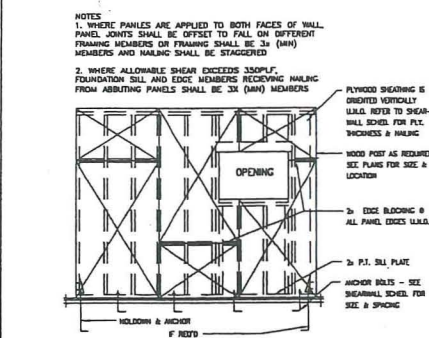 NOTES
1. WHERE PANLES ARE APPLIED TO BOTH FACES OF WALL,
PANEL JOINTS SHALL BE OFFSET TO FALL ON DIFFERENT
FRAMING MEMBERS OR FRAMING SHALL BE 3x (MIN)
MEMBERS AND NAILING SHALL BE STAGGERED
2. WHERE ALLOWABLE SHEAR EXCEEDS 350PLF,
FOUNDATION SILL AND EDGE MEMBERS RECIEVING NAILING
FROM ABBUTING PANELS SHALL BE 3X (MIN) MEMBERS
PLYWOOD SHEATHING IS
ORIENTED VERTICALLY
U.N.O. REFER TO SHEAR-
WALL SCHED. FOR PLY.
THICKNESS & NAILING
WOOD POST AS REQUIRED
SEE PLANS FOR SIZE &
LOCATION
OPENING
2x EDGE BLOCKING @
ALL PANEL EDGES U.N.O.
2x P.T. SILL PLATE
ANCHOR BOLTS - SEE
SHEARWALL SCHED. FOR
SIZE & SPACING
HOLDOWN & ANCHOR
IF REQ'D